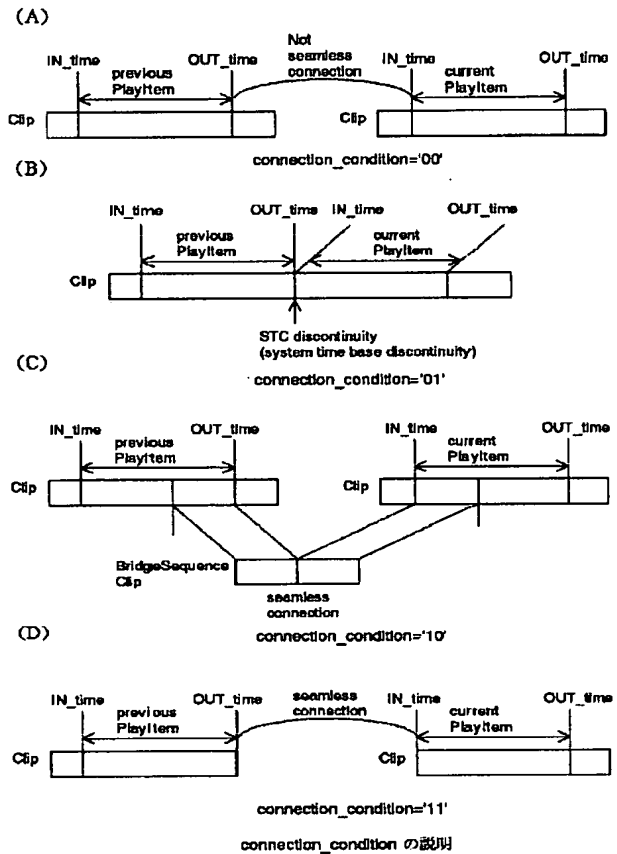 (A)
Not
seamless
connection
IN_time
OUT_time
IN_time
OUT_time
previous
PlayItem
current
PlayItem
Clip
Clip
connection_condition='00'
(B)
IN_time
OUT_time
IN_time
OUT_time
previous
PlayItem
current
PlayItem
Clip
STC discontinuity
(system time base discontinuity)
connection_condition='01'
(C)
IN_time
OUT_time
IN_time
OUT_time
previous
PlayItem
current
PlayItem
Clip
Clip
BridgeSequence
Clip
seamless
connection
connection_condition='10'
(D)
seamless
connection
IN_time
OUT_time
IN_time
OUT_time
previous
PlayItem
current
PlayItem
Clip
Clip
connection_condition='11'
connection_condition の説明